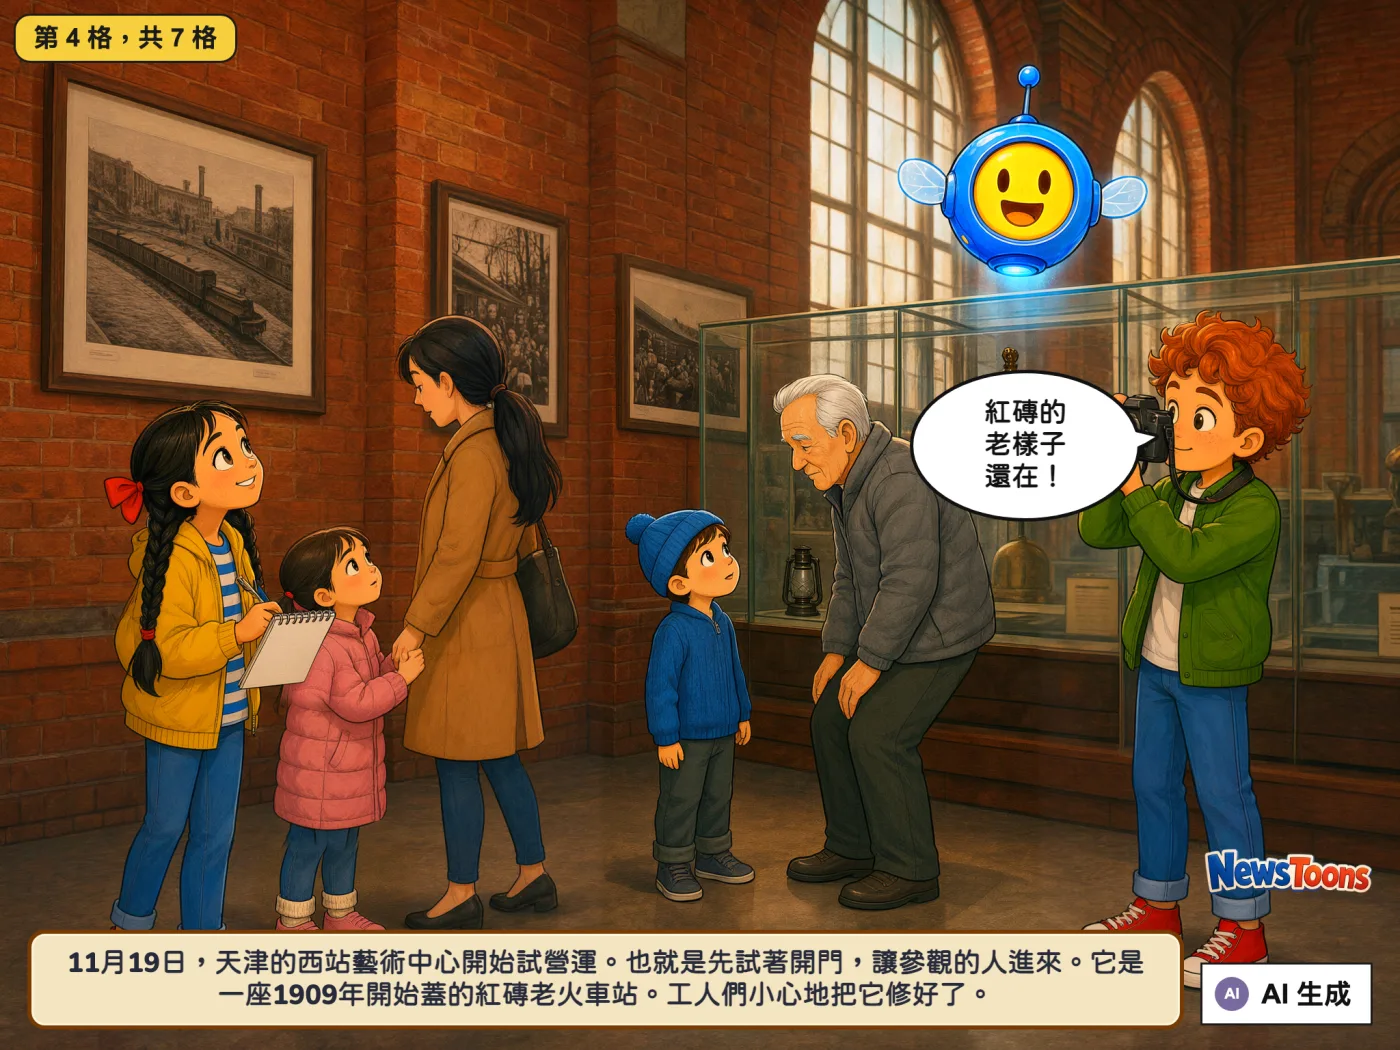 第 4 格，共 7 格
紅磚的
老樣子
還在！
NewsToons
11月19日，天津的西站藝術中心開始試營運。也就是先試著開門，讓參觀的人進來。它是
一座1909年開始蓋的紅磚老火車站。工人們小心地把它修好了。
AI AI 生成